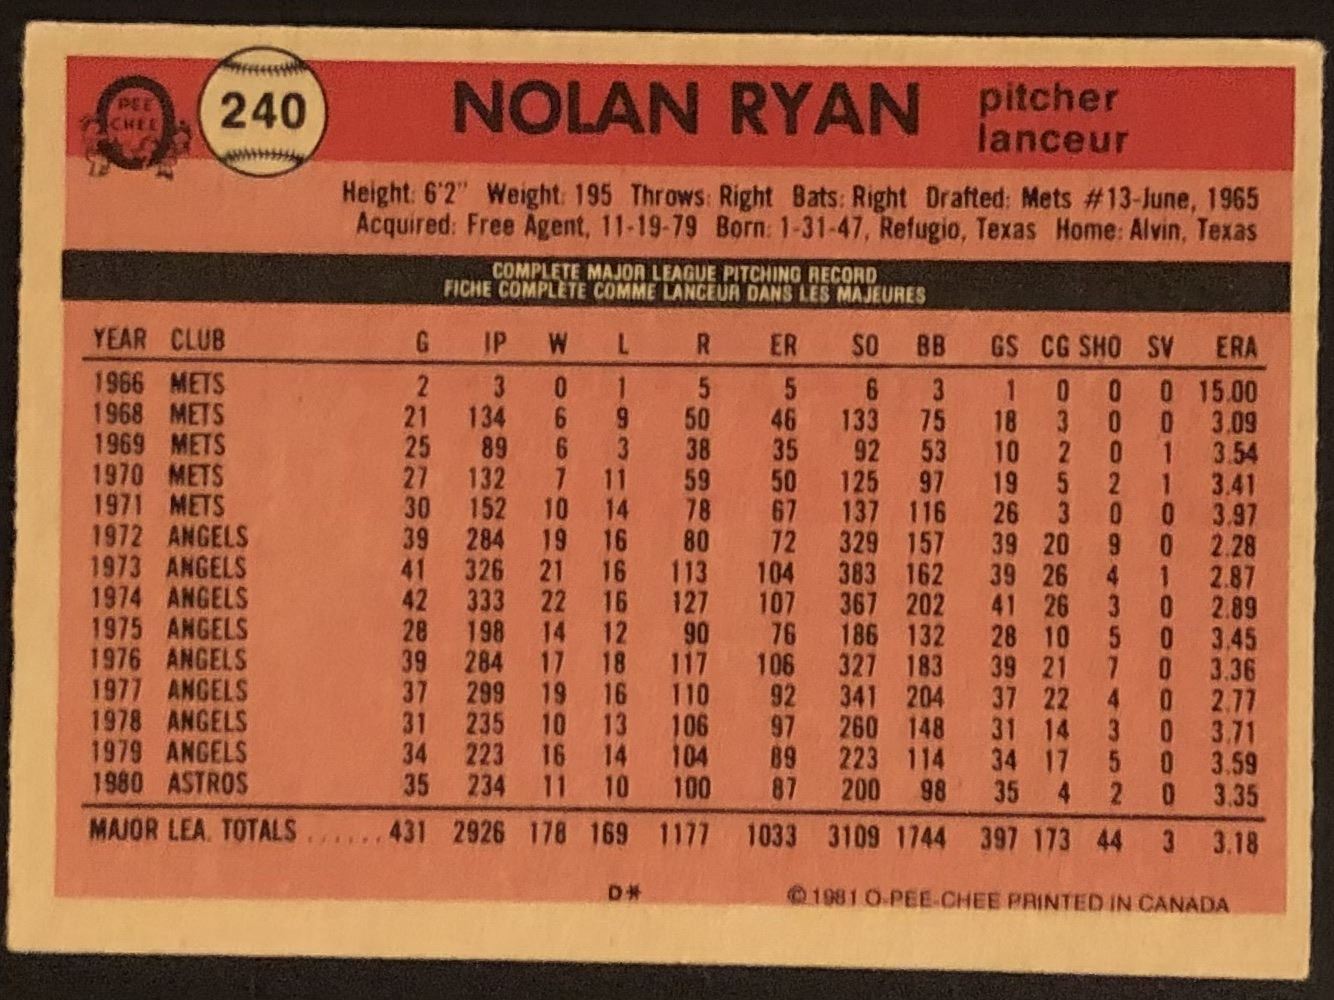 PEE
CHEE
240
NOLAN RYAN
pitcher
lanceur
Height: 6'2" Weight: 195 Throws: Right Bats: Right Drafted: Mets #13-June, 1965
Acquired: Free Agent, 11-19-79 Born: 1-31-47, Refugio, Texas Home: Alvin, Texas
COMPLETE MAJOR LEAGUE PITCHING RECORD
FICHE COMPLÈTE COMME LANCEUR DANS LES MAJEURES
YEAR CLUB G IP W L R ER SO BB GS CG SHO SV ERA
1966 METS 2 3 0 1 5 5 6 3 1 0 0 0 15.00
1968 METS 21 134 6 9 50 46 133 75 18 3 0 0 3.09
1969 METS 25 89 6 3 38 35 92 53 10 2 0 1 3.54
1970 METS 27 132 7 11 59 50 125 97 19 5 2 1 3.41
1971 METS 30 152 10 14 78 67 137 116 26 3 0 0 3.97
1972 ANGELS 39 284 19 16 80 72 329 157 39 20 9 0 2.28
1973 ANGELS 41 326 21 16 113 104 383 162 39 26 4 1 2.87
1974 ANGELS 42 333 22 16 127 107 367 202 41 26 3 0 2.89
1975 ANGELS 28 198 14 12 90 76 186 132 28 10 5 0 3.45
1976 ANGELS 39 284 17 18 117 106 327 183 39 21 7 0 3.36
1977 ANGELS 37 299 19 16 110 92 341 204 37 22 4 0 2.77
1978 ANGELS 31 235 10 13 106 97 260 148 31 14 3 0 3.71
1979 ANGELS 34 223 16 14 104 89 223 114 34 17 5 0 3.59
1980 ASTROS 35 234 11 10 100 87 200 98 35 4 2 0 3.35
MAJOR LEA. TOTALS ...... 431 2926 178 169 1177 1033 3109 1744 397 173 44 3 3.18
D* © 1981 O-PEE-CHEE PRINTED IN CANADA